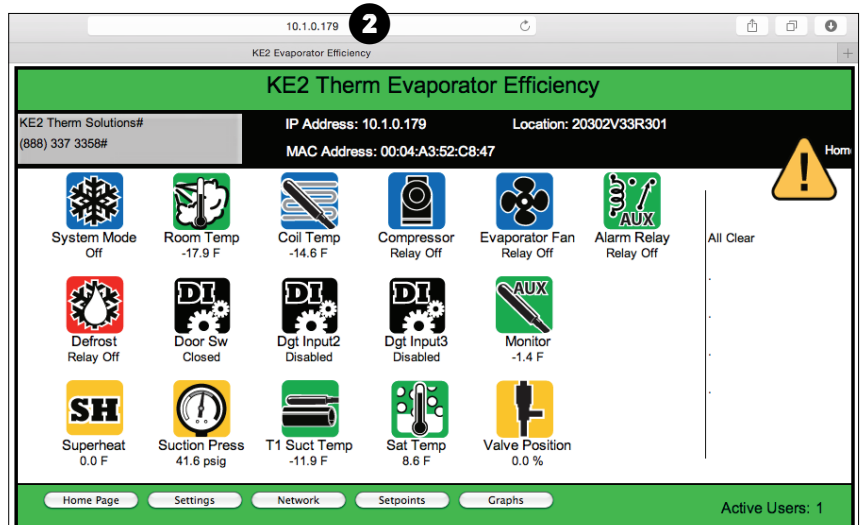 10.1.0.179
2
KE2 Evaporator Efficiency
+
KE2 Therm Evaporator Efficiency
KE2 Therm Solutions#
(888) 337 3358#
IP Address: 10.1.0.179
Location: 20302V33R301
MAC Address: 00:04:A3:52:C8:47
!
Hom
AUX
System Mode Room Temp Coil Temp Compressor Evaporator Fan Alarm Relay
Off -17.9 F -14.6 F Relay Off Relay Off Relay Off
All Clear
.
.
.
.
DI DI DI AUX
Defrost Door Sw Dgt Input2 Dgt Input3 Monitor
Relay Off Closed Disabled Disabled -1.4 F
SH
Superheat Suction Press T1 Suct Temp Sat Temp Valve Position
0.0 F 41.6 psig -11.9 F 8.6 F 0.0 %
Home Page Settings Network Setpoints Graphs
Active Users: 1